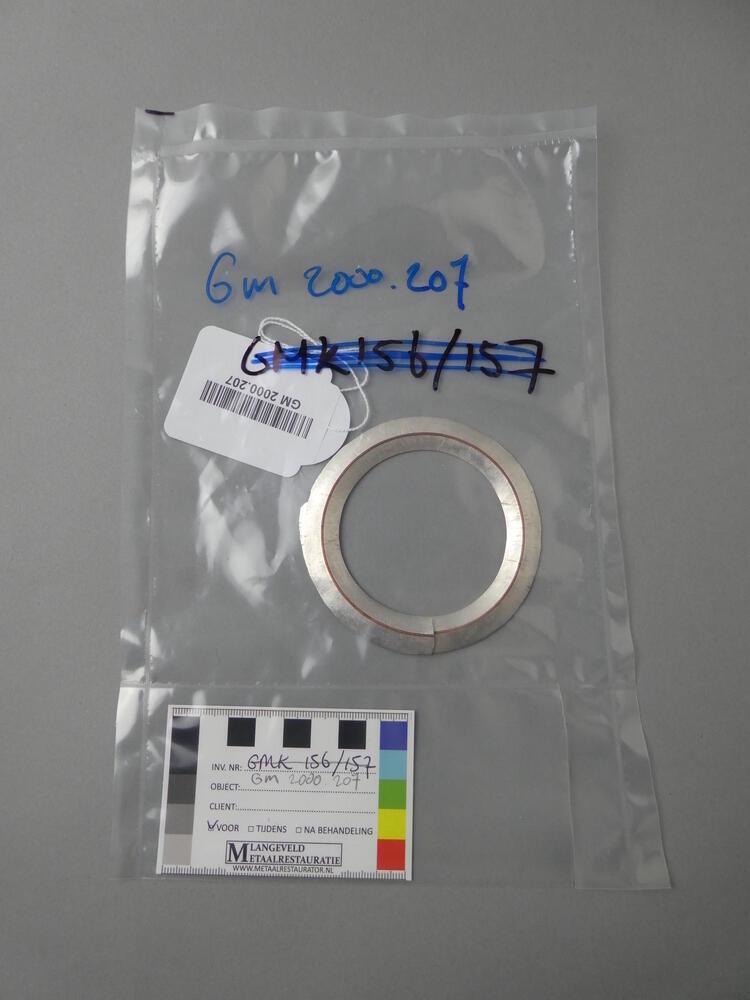 Gm 2000.207
GMK 156/157
GM 2000.207
INV. NR: GMK 156/157
Gm 2000.207
OBJECT:
CLIENT:
VOOR TIJDENS NA BEHANDELING
LANGEVELD
METAALRESTAURATIE
WWW.METAALRESTAURATOR.NL